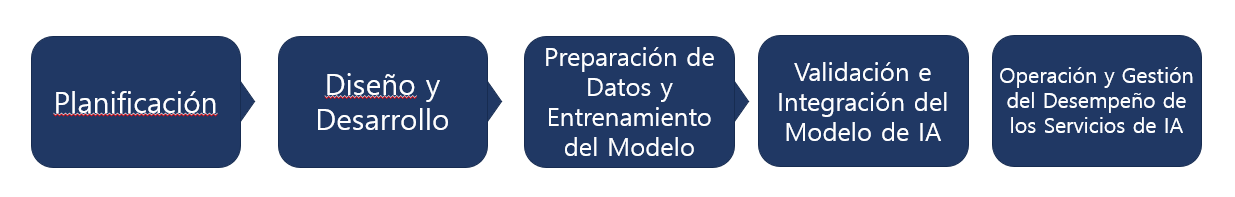 Planificación
Diseño y
Desarrollo
Preparación de
Datos y
Entrenamiento
del Modelo
Validación e
Integración del
Modelo de IA
Operación y Gestión
del Desempeño de
los Servicios de IA